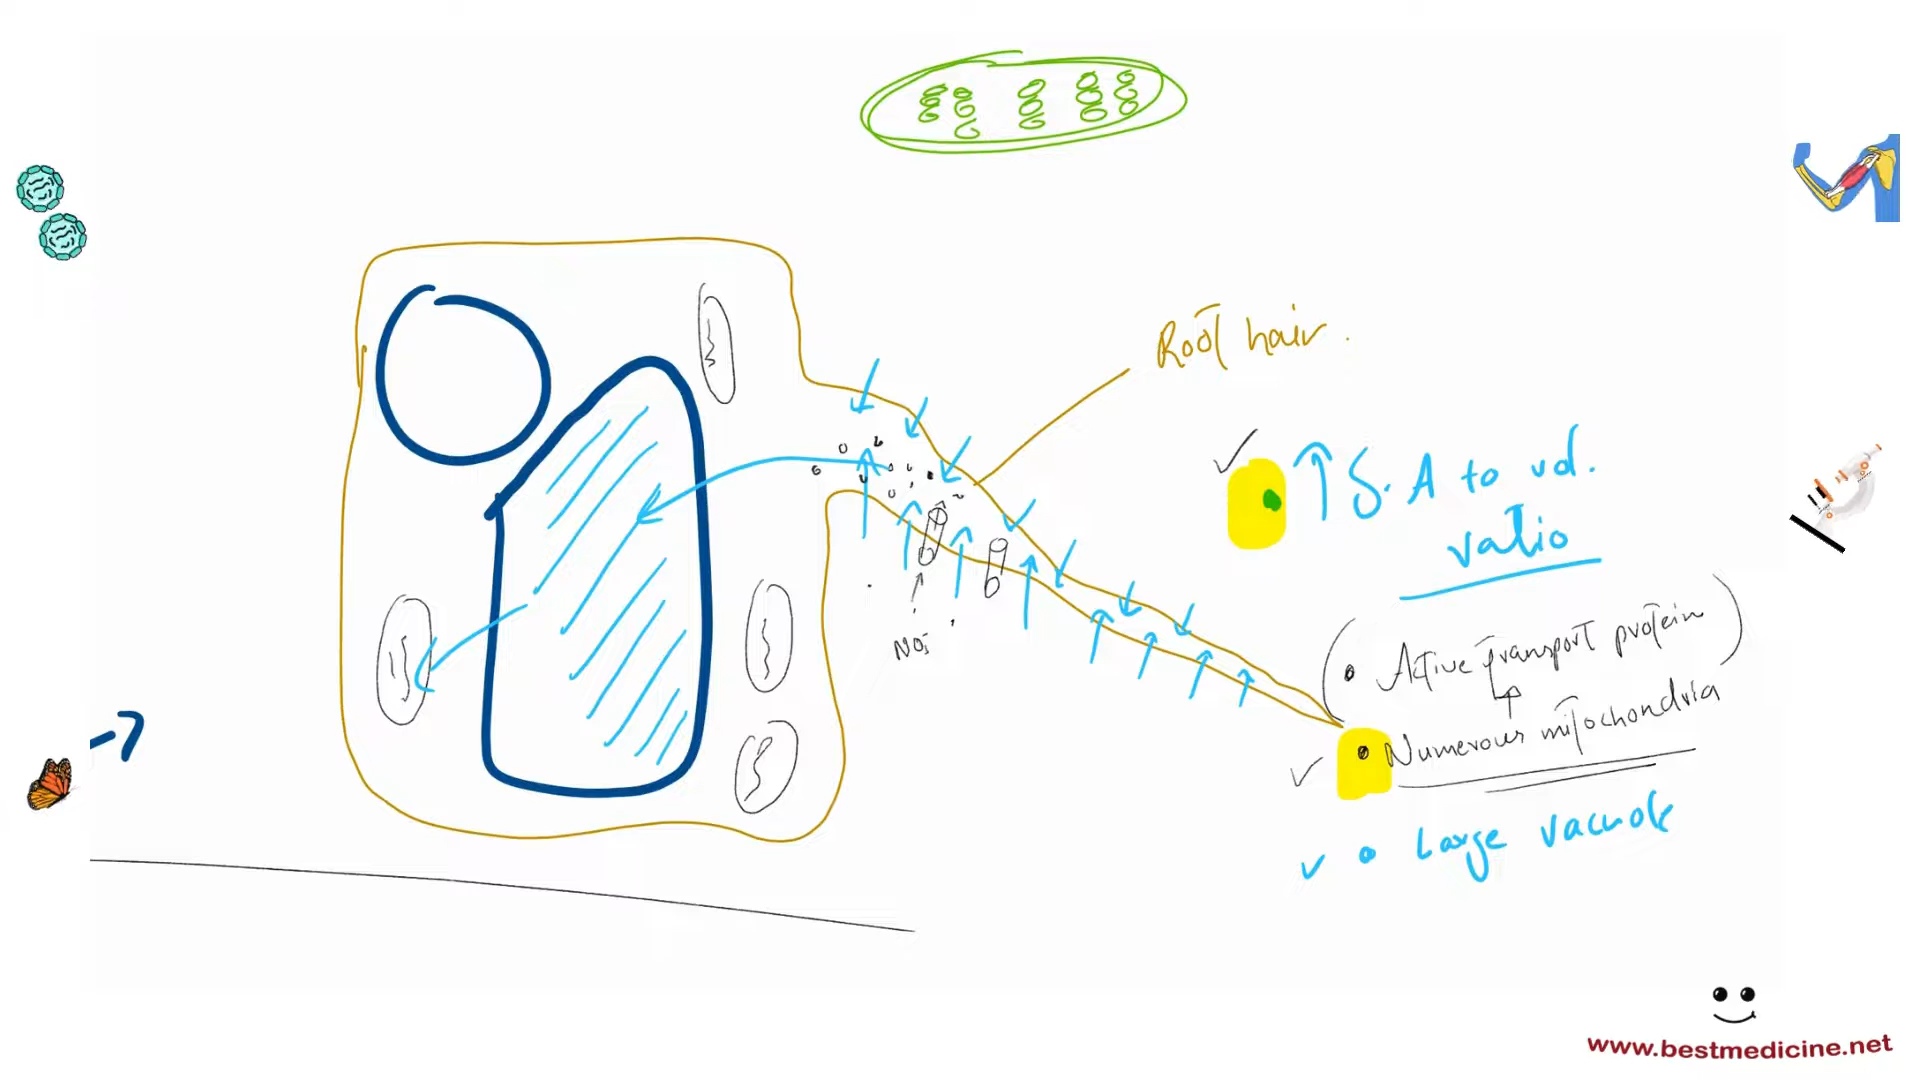 Root hair.
↑ S.A to vol.
ratio
• Active transport protein
• Numerous mitochondria
• Large vacuole
NO₃
www.bestmedicine.net